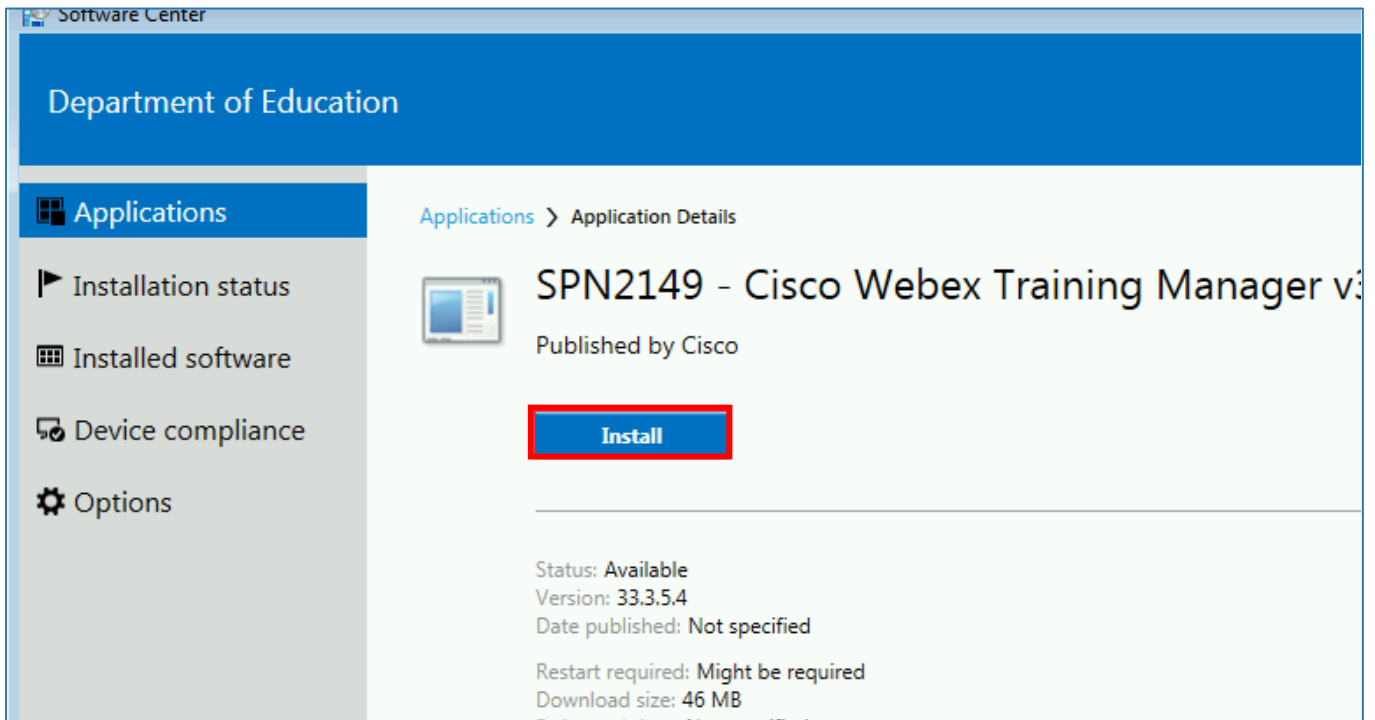 Software Center
Department of Education
Applications
Installation status
Installed software
Device compliance
Options
Applications > Application Details
SPN2149 - Cisco Webex Training Manager
Published by Cisco
Install
Status: Available
Version: 33.3.5.4
Date published: Not specified
Restart required: Might be required
Download size: 46 MB